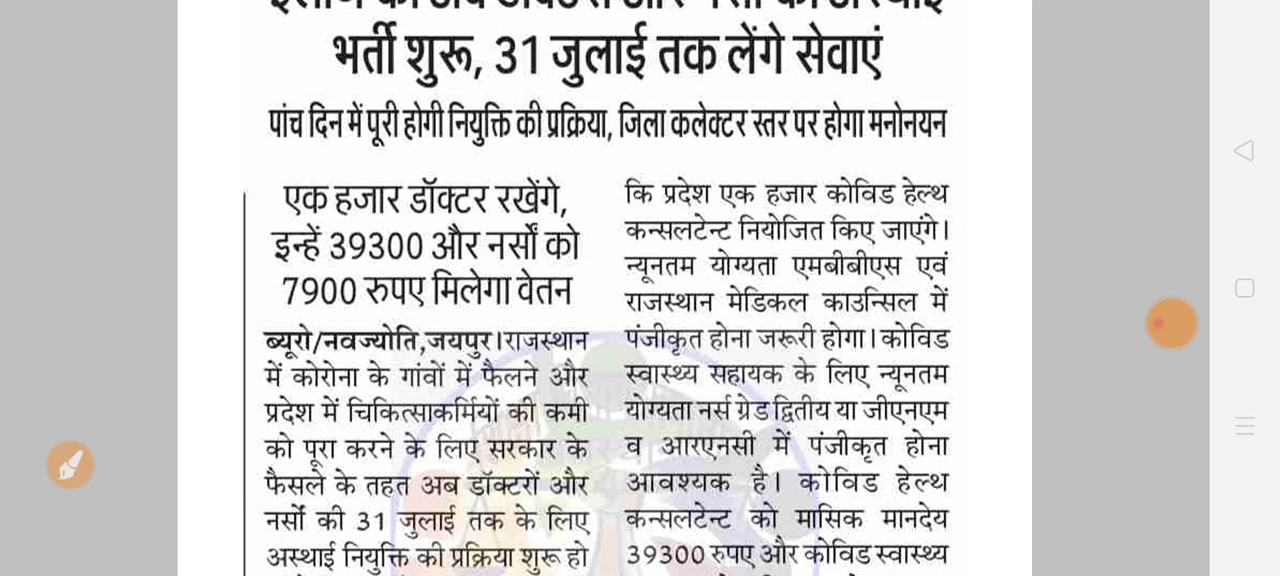 भर्ती शुरू, 31 जुलाई तक लेंगे सेवाएं
पांच दिन में पूरी होगी नियुक्ति की प्रक्रिया, जिला कलेक्टर स्तर पर होगा मनोनयन
एक हजार डॉक्टर रखेंगे,
इन्हें 39300 और नर्सों को
7900 रुपए मिलेगा वेतन
ब्यूरो/नवज्योति,जयपुर।राजस्थान
में कोरोना के गांवों में फैलने और
प्रदेश में चिकित्साकर्मियों की कमी
को पूरा करने के लिए सरकार के
फैसले के तहत अब डॉक्टरों और
नर्सों की 31 जुलाई तक के लिए
अस्थाई नियुक्ति की प्रक्रिया शुरू हो
कि प्रदेश एक हजार कोविड हेल्थ
कन्सलटेन्ट नियोजित किए जाएंगे।
न्यूनतम योग्यता एमबीबीएस एवं
राजस्थान मेडिकल काउन्सिल में
पंजीकृत होना जरूरी होगा। कोविड
स्वास्थ्य सहायक के लिए न्यूनतम
योग्यता नर्स ग्रेड द्वितीय या जीएनएम
व आरएनसी में पंजीकृत होना
आवश्यक है। कोविड हेल्थ
कन्सलटेन्ट को मासिक मानदेय
39300 रुपए और कोविड स्वास्थ्य